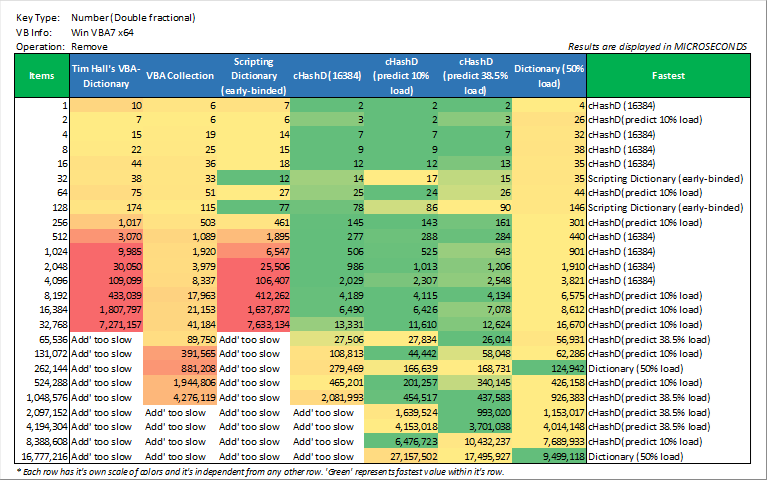 Key Type: Number (Double fractional)
VB Info: Win VBA7 x64
Operation: Remove
Results are displayed in MICROSECONDS
Items Tim Hall's VBA-Dictionary VBA Collection Scripting Dictionary (early-binded) cHashD (16384) cHashD (predict 10% load) cHashD (predict 38.5% load) Dictionary (50% load) Fastest
1 10 6 7 2 2 2 4 cHashD (16384)
2 7 6 6 3 2 3 26 cHashD(predict 10% load)
4 15 19 14 7 7 7 32 cHashD (16384)
8 22 25 15 9 9 9 38 cHashD (16384)
16 44 36 18 12 12 13 35 cHashD (16384)
32 38 33 12 14 17 15 35 Scripting Dictionary (early-binded)
64 75 51 27 25 24 26 44 cHashD(predict 10% load)
128 174 115 77 78 86 90 146 Scripting Dictionary (early-binded)
256 1,017 503 461 145 143 161 301 cHashD(predict 10% load)
512 3,070 1,089 1,895 277 288 284 440 cHashD (16384)
1,024 9,985 1,920 6,547 506 525 643 901 cHashD (16384)
2,048 30,050 3,979 25,506 986 1,013 1,206 1,910 cHashD (16384)
4,096 109,099 8,337 106,407 2,029 2,307 2,548 3,821 cHashD (16384)
8,192 433,039 17,963 412,262 4,189 4,115 4,134 6,575 cHashD(predict 10% load)
16,384 1,807,797 21,153 1,637,872 6,490 6,426 7,078 8,612 cHashD(predict 10% load)
32,768 7,271,157 41,184 7,633,134 13,331 11,610 12,624 16,670 cHashD(predict 10% load)
65,536 Add' too slow 89,750 Add' too slow 27,506 27,834 26,014 56,931 cHashD(predict 38.5% load)
131,072 Add' too slow 391,565 Add' too slow 108,813 44,442 58,048 62,286 cHashD(predict 10% load)
262,144 Add' too slow 881,208 Add' too slow 279,469 166,639 168,731 124,942 Dictionary (50% load)
524,288 Add' too slow 1,944,806 Add' too slow 465,201 201,257 340,145 426,158 cHashD(predict 10% load)
1,048,576 Add' too slow 4,276,119 Add' too slow 2,081,993 454,517 437,583 926,383 cHashD(predict 38.5% load)
2,097,152 Add' too slow Add' too slow Add' too slow Add' too slow 1,639,524 993,020 1,153,017 cHashD(predict 38.5% load)
4,194,304 Add' too slow Add' too slow Add' too slow Add' too slow 4,153,018 3,701,038 4,014,148 cHashD(predict 38.5% load)
8,388,608 Add' too slow Add' too slow Add' too slow Add' too slow 6,476,723 10,432,237 7,689,933 cHashD(predict 10% load)
16,777,216 Add' too slow Add' too slow Add' too slow Add' too slow 27,157,502 17,495,927 9,499,118 Dictionary (50% load)
* Each row has it's own scale of colors and it's independent from any other row. 'Green' represents fastest value within it's row.